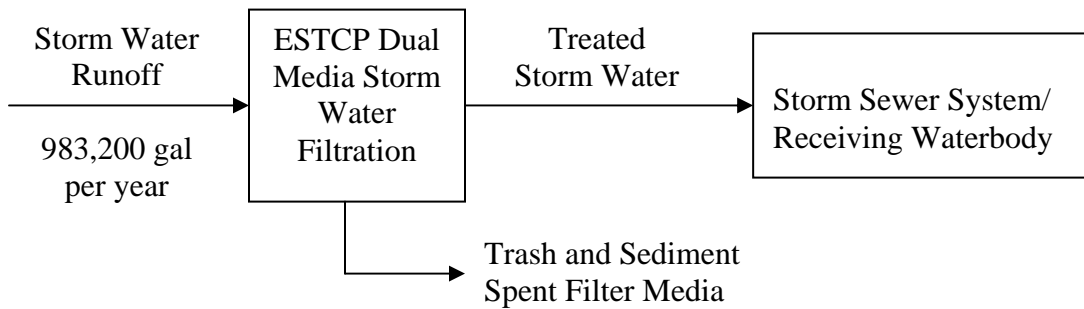 Storm Water
Runoff
983,200 gal
per year
ESTCP Dual
Media Storm
Water
Filtration
Treated
Storm Water
Storm Sewer System/
Receiving Waterbody
Trash and Sediment
Spent Filter Media